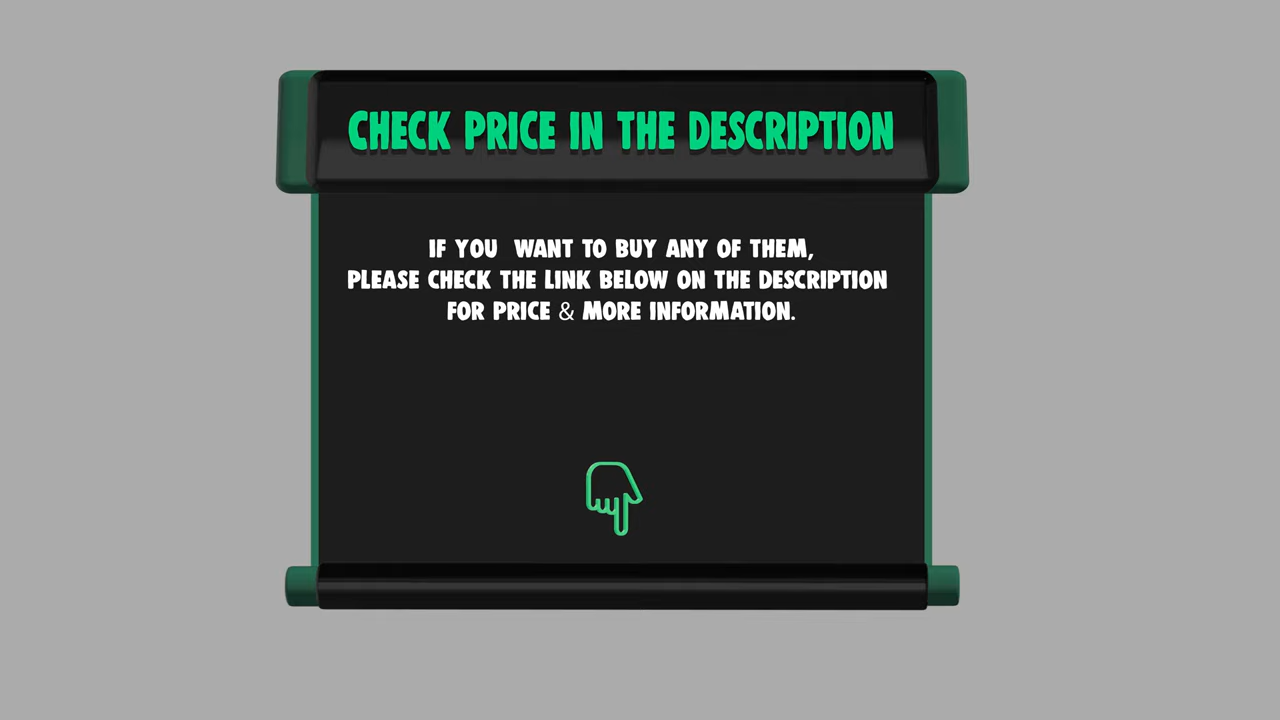 CHECK PRICE IN THE DESCRIPTION
IF YOU  WANT TO BUY ANY OF THEM,
PLEASE CHECK THE LINK BELOW ON THE DESCRIPTION
FOR PRICE & MORE INFORMATION.